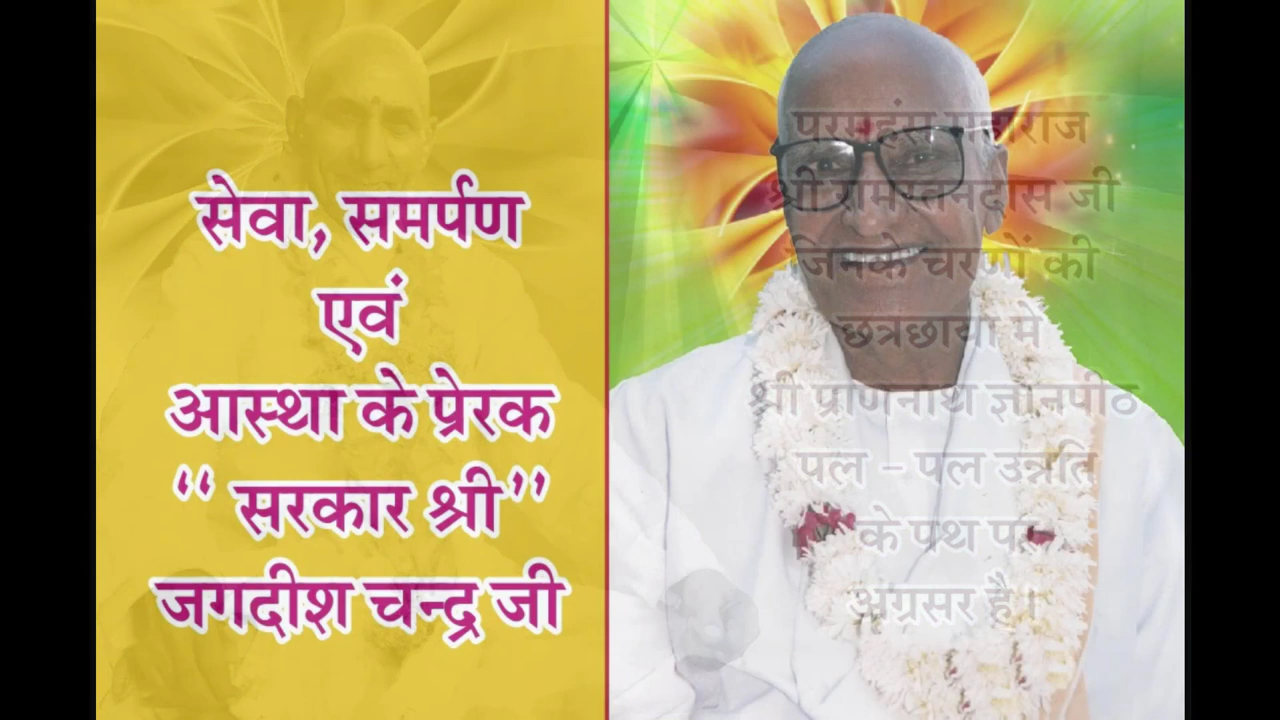 सेवा, समर्पण
एवं
आस्था के प्रेरक
“ सरकार श्री”
जगदीश चन्द्र जी
परमहंस महाराज
श्री रामरतनदास जी
जिनके चरणों की
छत्रछाया में
श्री प्राणनाथ ज्ञानपीठ
पल – पल उन्नति
के पथ पर
अग्रसर है।